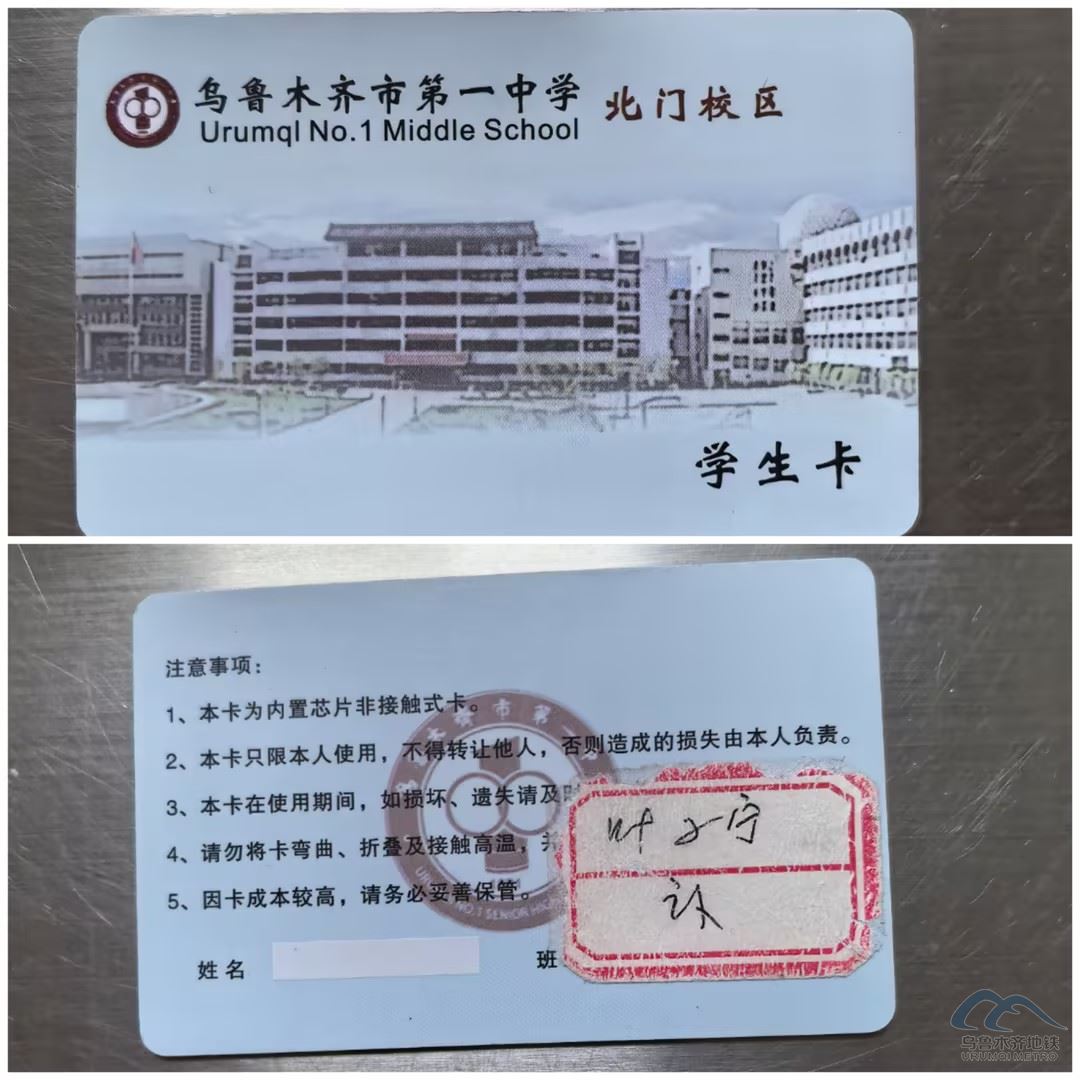 乌鲁木齐市第一中学 北门校区
Urumql No.1 Middle School
学生卡
注意事项:
1、本卡为内置芯片非接触式卡。
2、本卡只限本人使用，不得转让他人，否则造成的损失由本人负责。
3、本卡在使用期间，如损坏、遗失请及时
4、请勿将卡弯曲、折叠及接触高温，并
5、因卡成本较高，请务必妥善保管。
姓名 班
叶子宁
乌鲁木齐地铁
URUMQI METRO